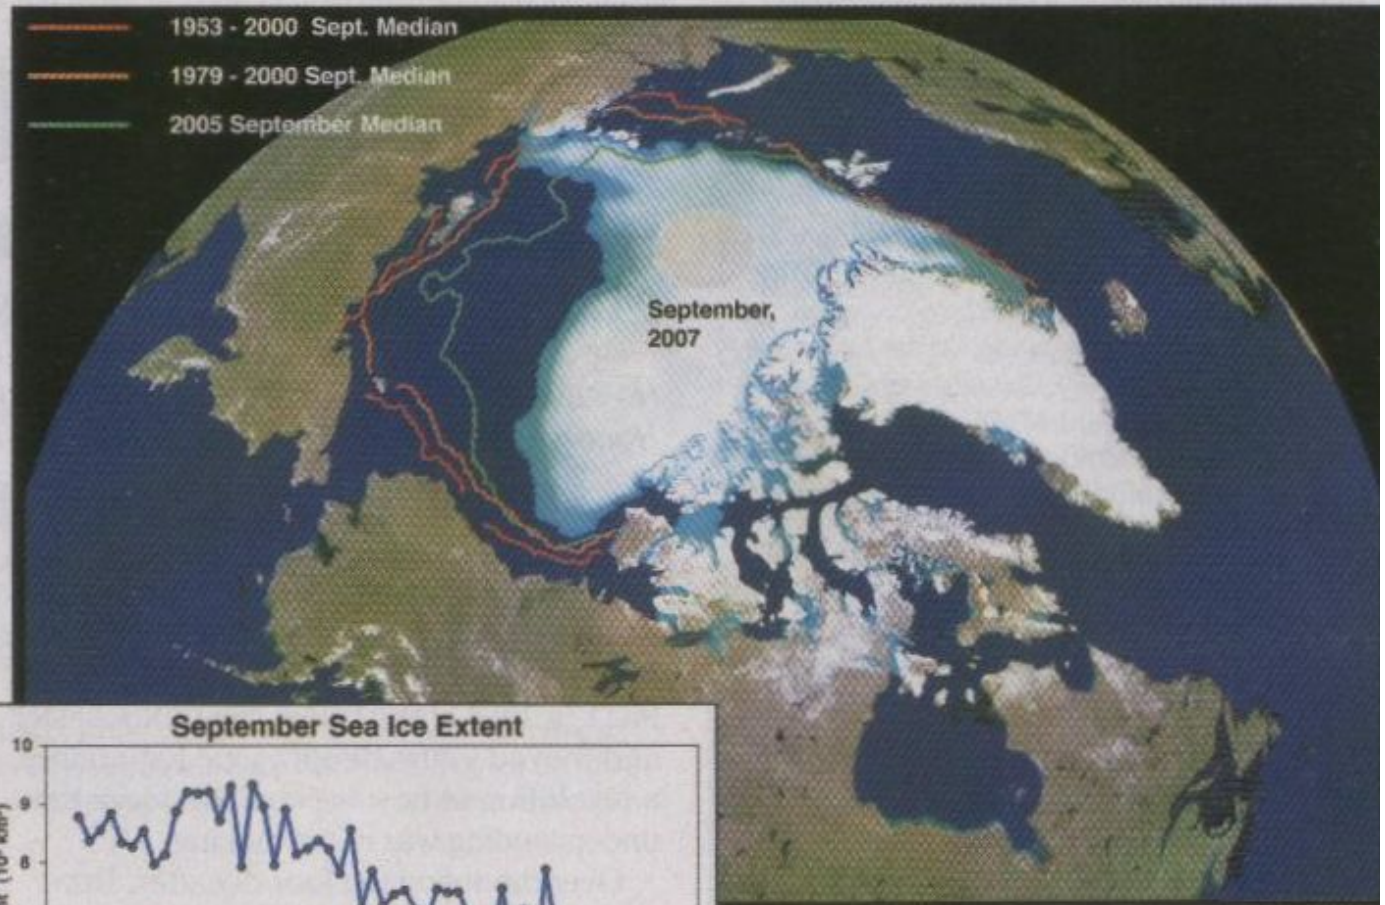 1953 - 2000 Sept. Median
1979 - 2000 Sept. Median
2005 September Median
September,
2007
September Sea Ice Extent
10
9
8